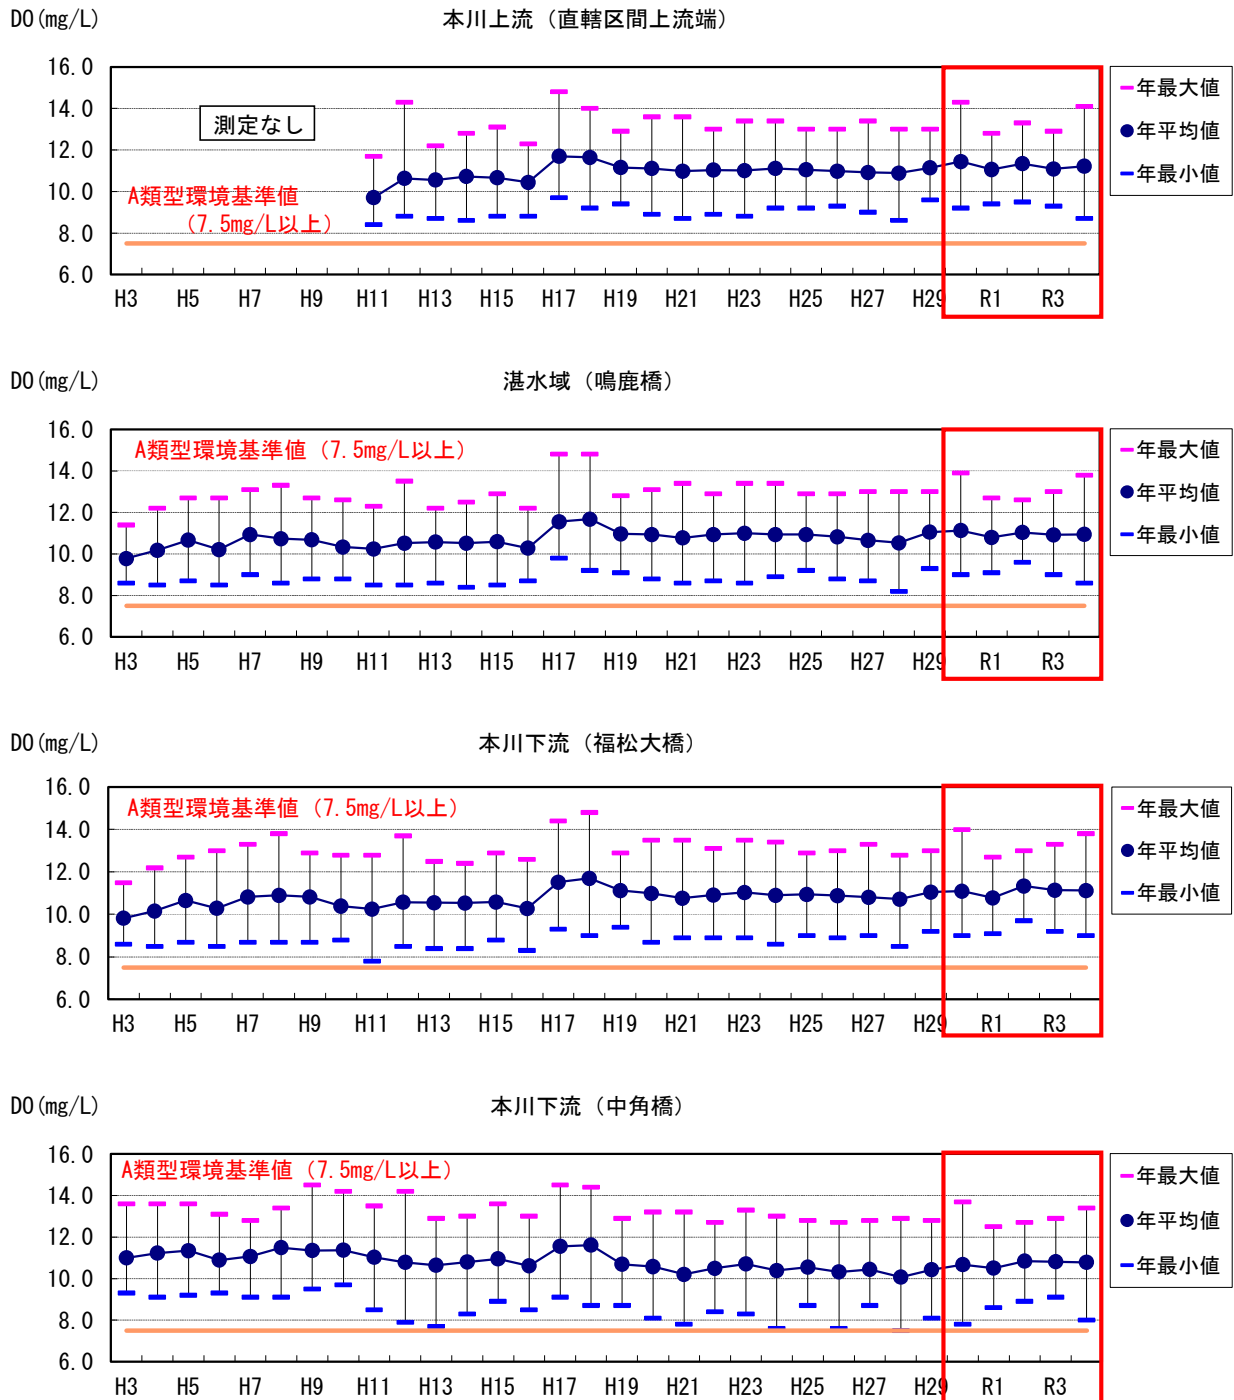 DO(mg/L)
本川上流（直轄区間上流端）
16.0
14.0
12.0
10.0
8.0
6.0
測定なし
A類型環境基準値
（7.5mg/L以上）
H3 H5 H7 H9 H11 H13 H15 H17 H19 H21 H23 H25 H27 H29 R1 R3
年最大値
年平均値
年最小値
DO(mg/L)
湛水域（鳴鹿橋）
16.0
14.0
12.0
10.0
8.0
6.0
A類型環境基準値（7.5mg/L以上）
H3 H5 H7 H9 H11 H13 H15 H17 H19 H21 H23 H25 H27 H29 R1 R3
年最大値
年平均値
年最小値
DO(mg/L)
本川下流（福松大橋）
16.0
14.0
12.0
10.0
8.0
6.0
A類型環境基準値（7.5mg/L以上）
H3 H5 H7 H9 H11 H13 H15 H17 H19 H21 H23 H25 H27 H29 R1 R3
年最大値
年平均値
年最小値
DO(mg/L)
本川下流（中角橋）
16.0
14.0
12.0
10.0
8.0
6.0
A類型環境基準値（7.5mg/L以上）
H3 H5 H7 H9 H11 H13 H15 H17 H19 H21 H23 H25 H27 H29 R1 R3
年最大値
年平均値
年最小値